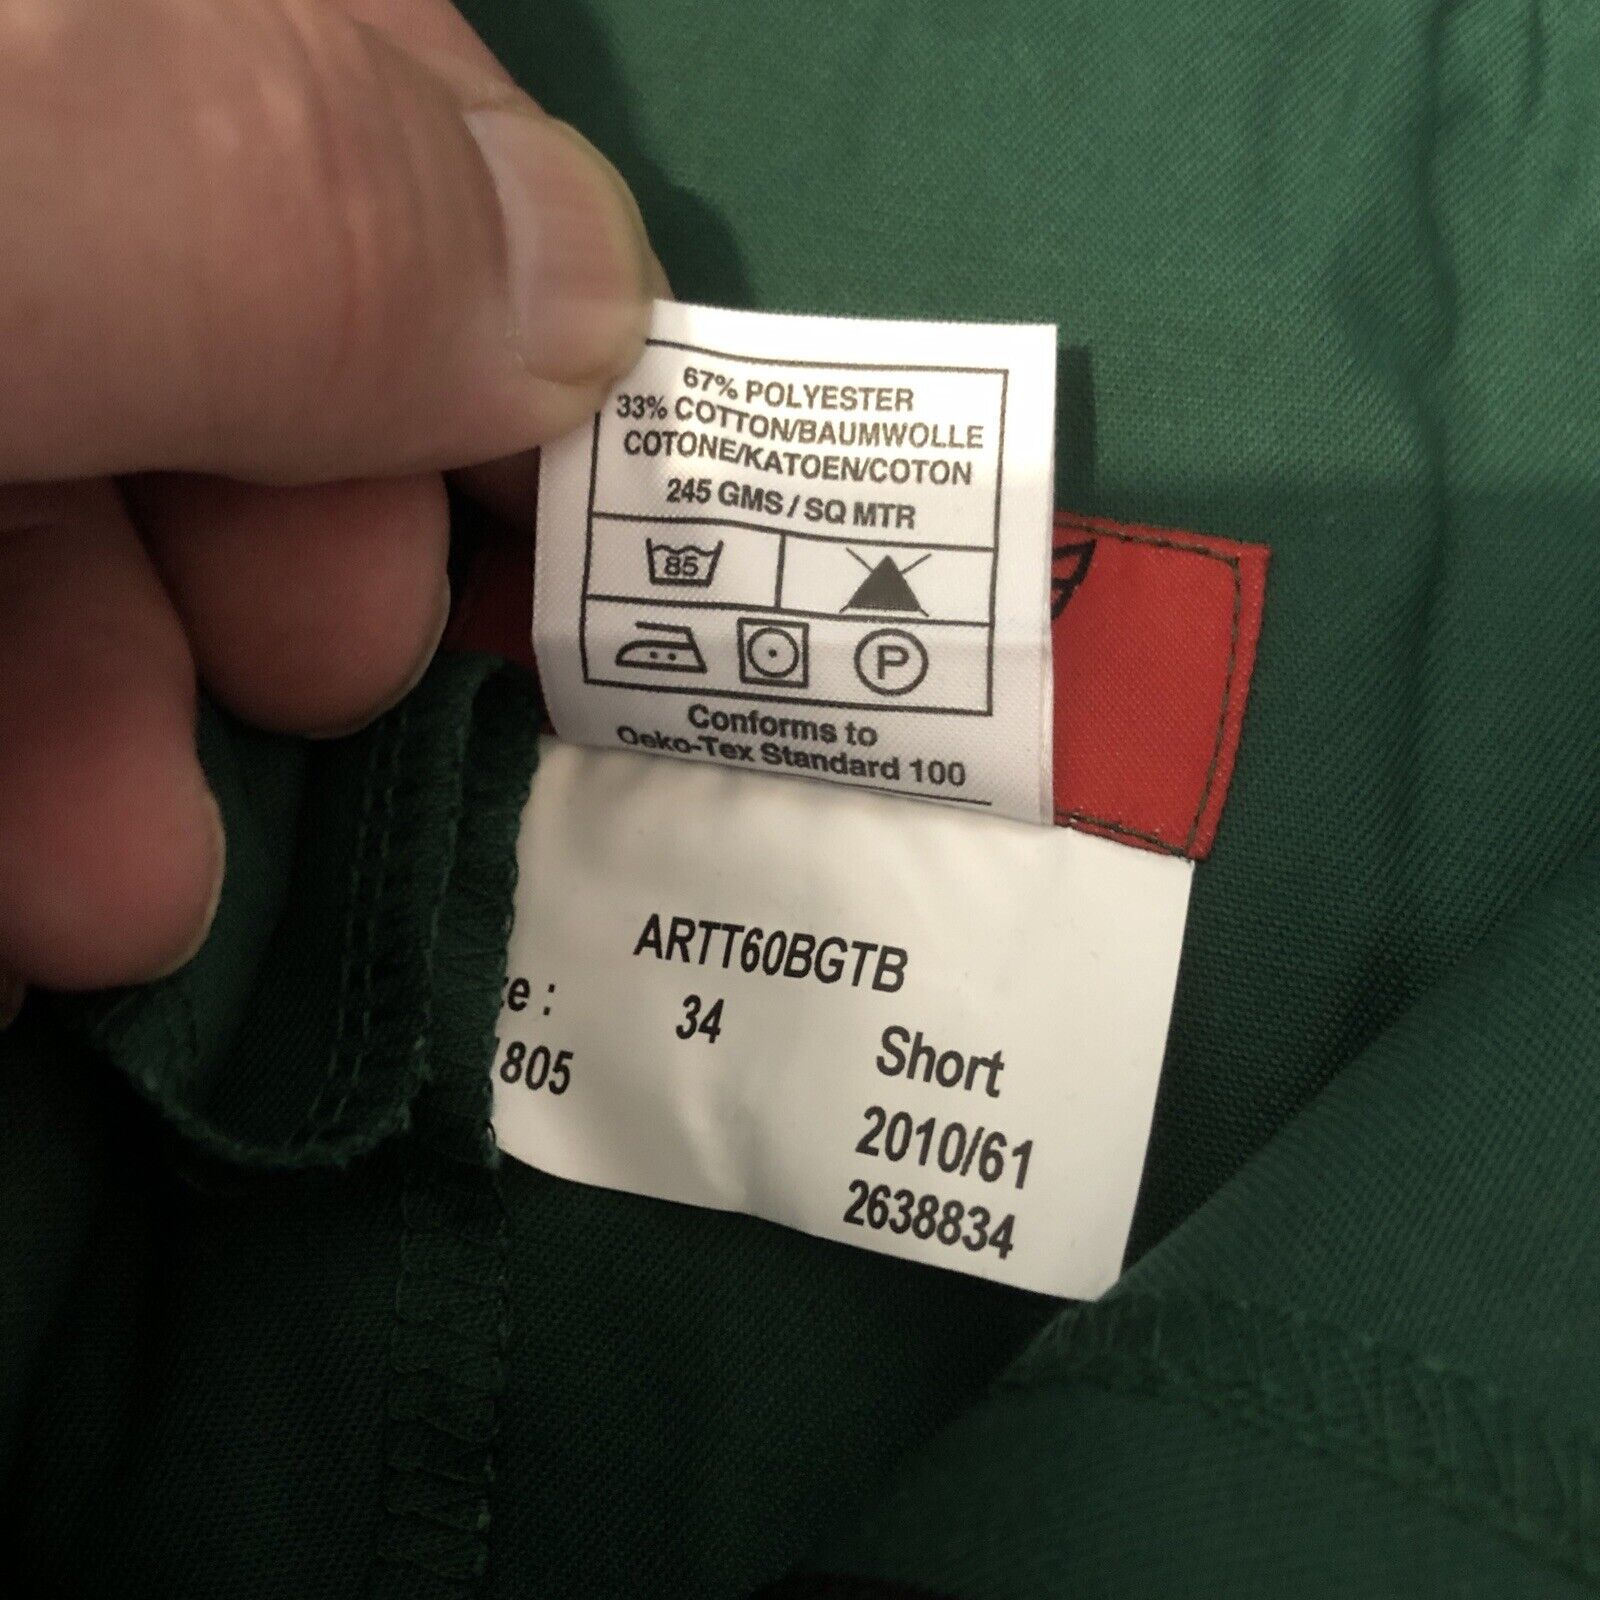 67% POLYESTER
33% COTTON/BAUMWOLLE
COTONE/KATOEN/COTON
245 GMS / SQ MTR
85
P
Conforms to
Oeko-Tex Standard 100
ARTT60BGTB
34 Short
805 2010/61
2638834